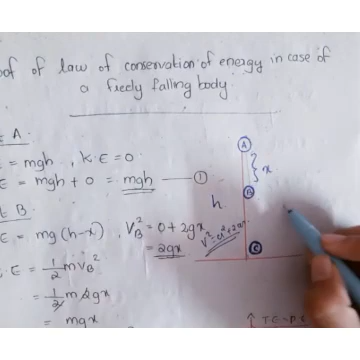 of law of conservation of energy in case of
a freely falling body.
A :
= mgh , K.E = 0
= mgh + 0 = mgh — ①
B :
= mg (h-x) , V_B² = 0 + 2gx
= 2gx
V² = u² + 2as
E = 1/2 m V_B²
= 1/2 m 2gx
= mgx
A
x
B
h
C
↑ T.E = P.E